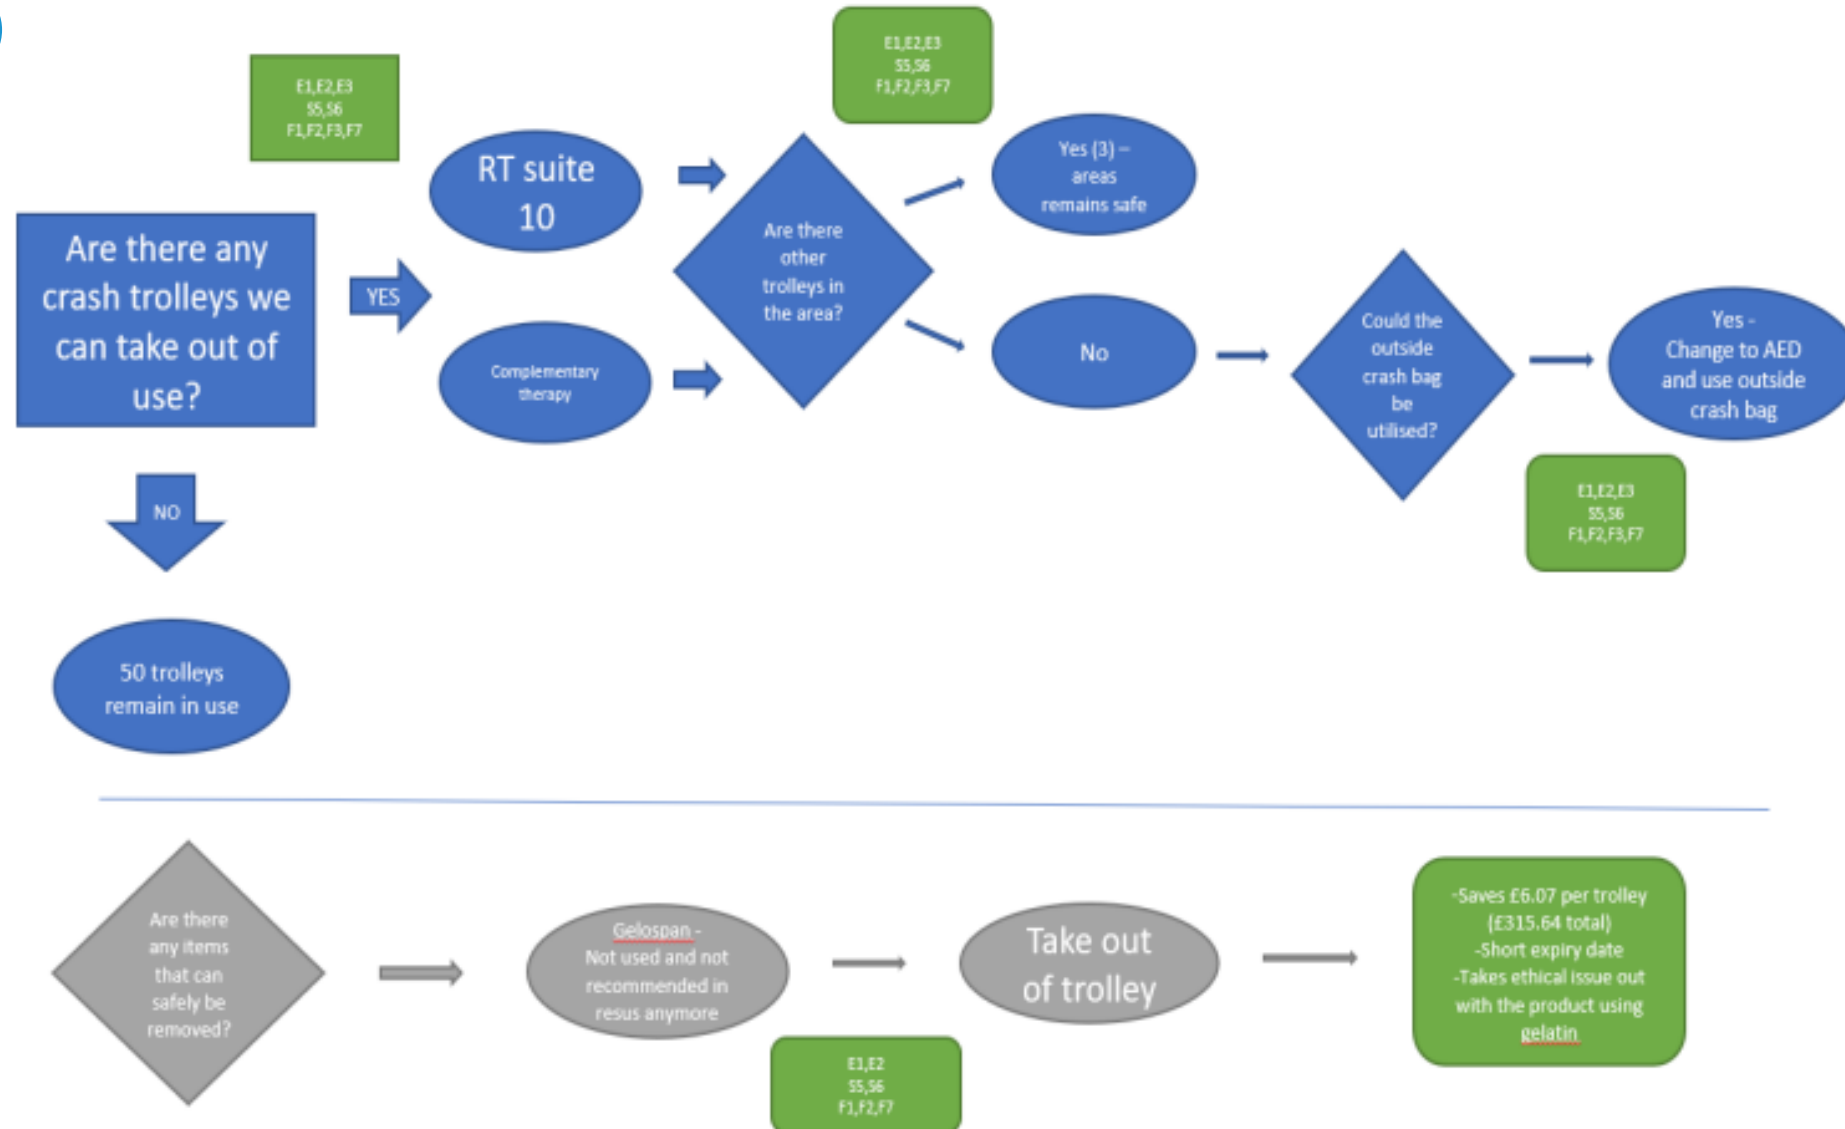 E1,E2,E3
S5,S6
F1,F2,F3,F7
E1,E2,E3
S5,S6
F1,F2,F3,F7
Are there any
crash trolleys we
can take out of
use?
YES
RT suite
10
Complementary
therapy
Are there
other
trolleys in
the area?
Yes (3) –
areas
remains safe
No
Could the
outside
crash bag
be
utilised?
Yes -
Change to AED
and use outside
crash bag
E1,E2,E3
S5,S6
F1,F2,F3,F7
NO
50 trolleys
remain in use
Are there
any items
that can
safely be
removed?
Gelospan -
Not used and not
recommended in
resus anymore
E1,E2
S5,S6
F1,F2,F7
Take out
of trolley
-Saves £6.07 per trolley
(£315.64 total)
-Short expiry date
-Takes ethical issue out
with the product using
gelatin